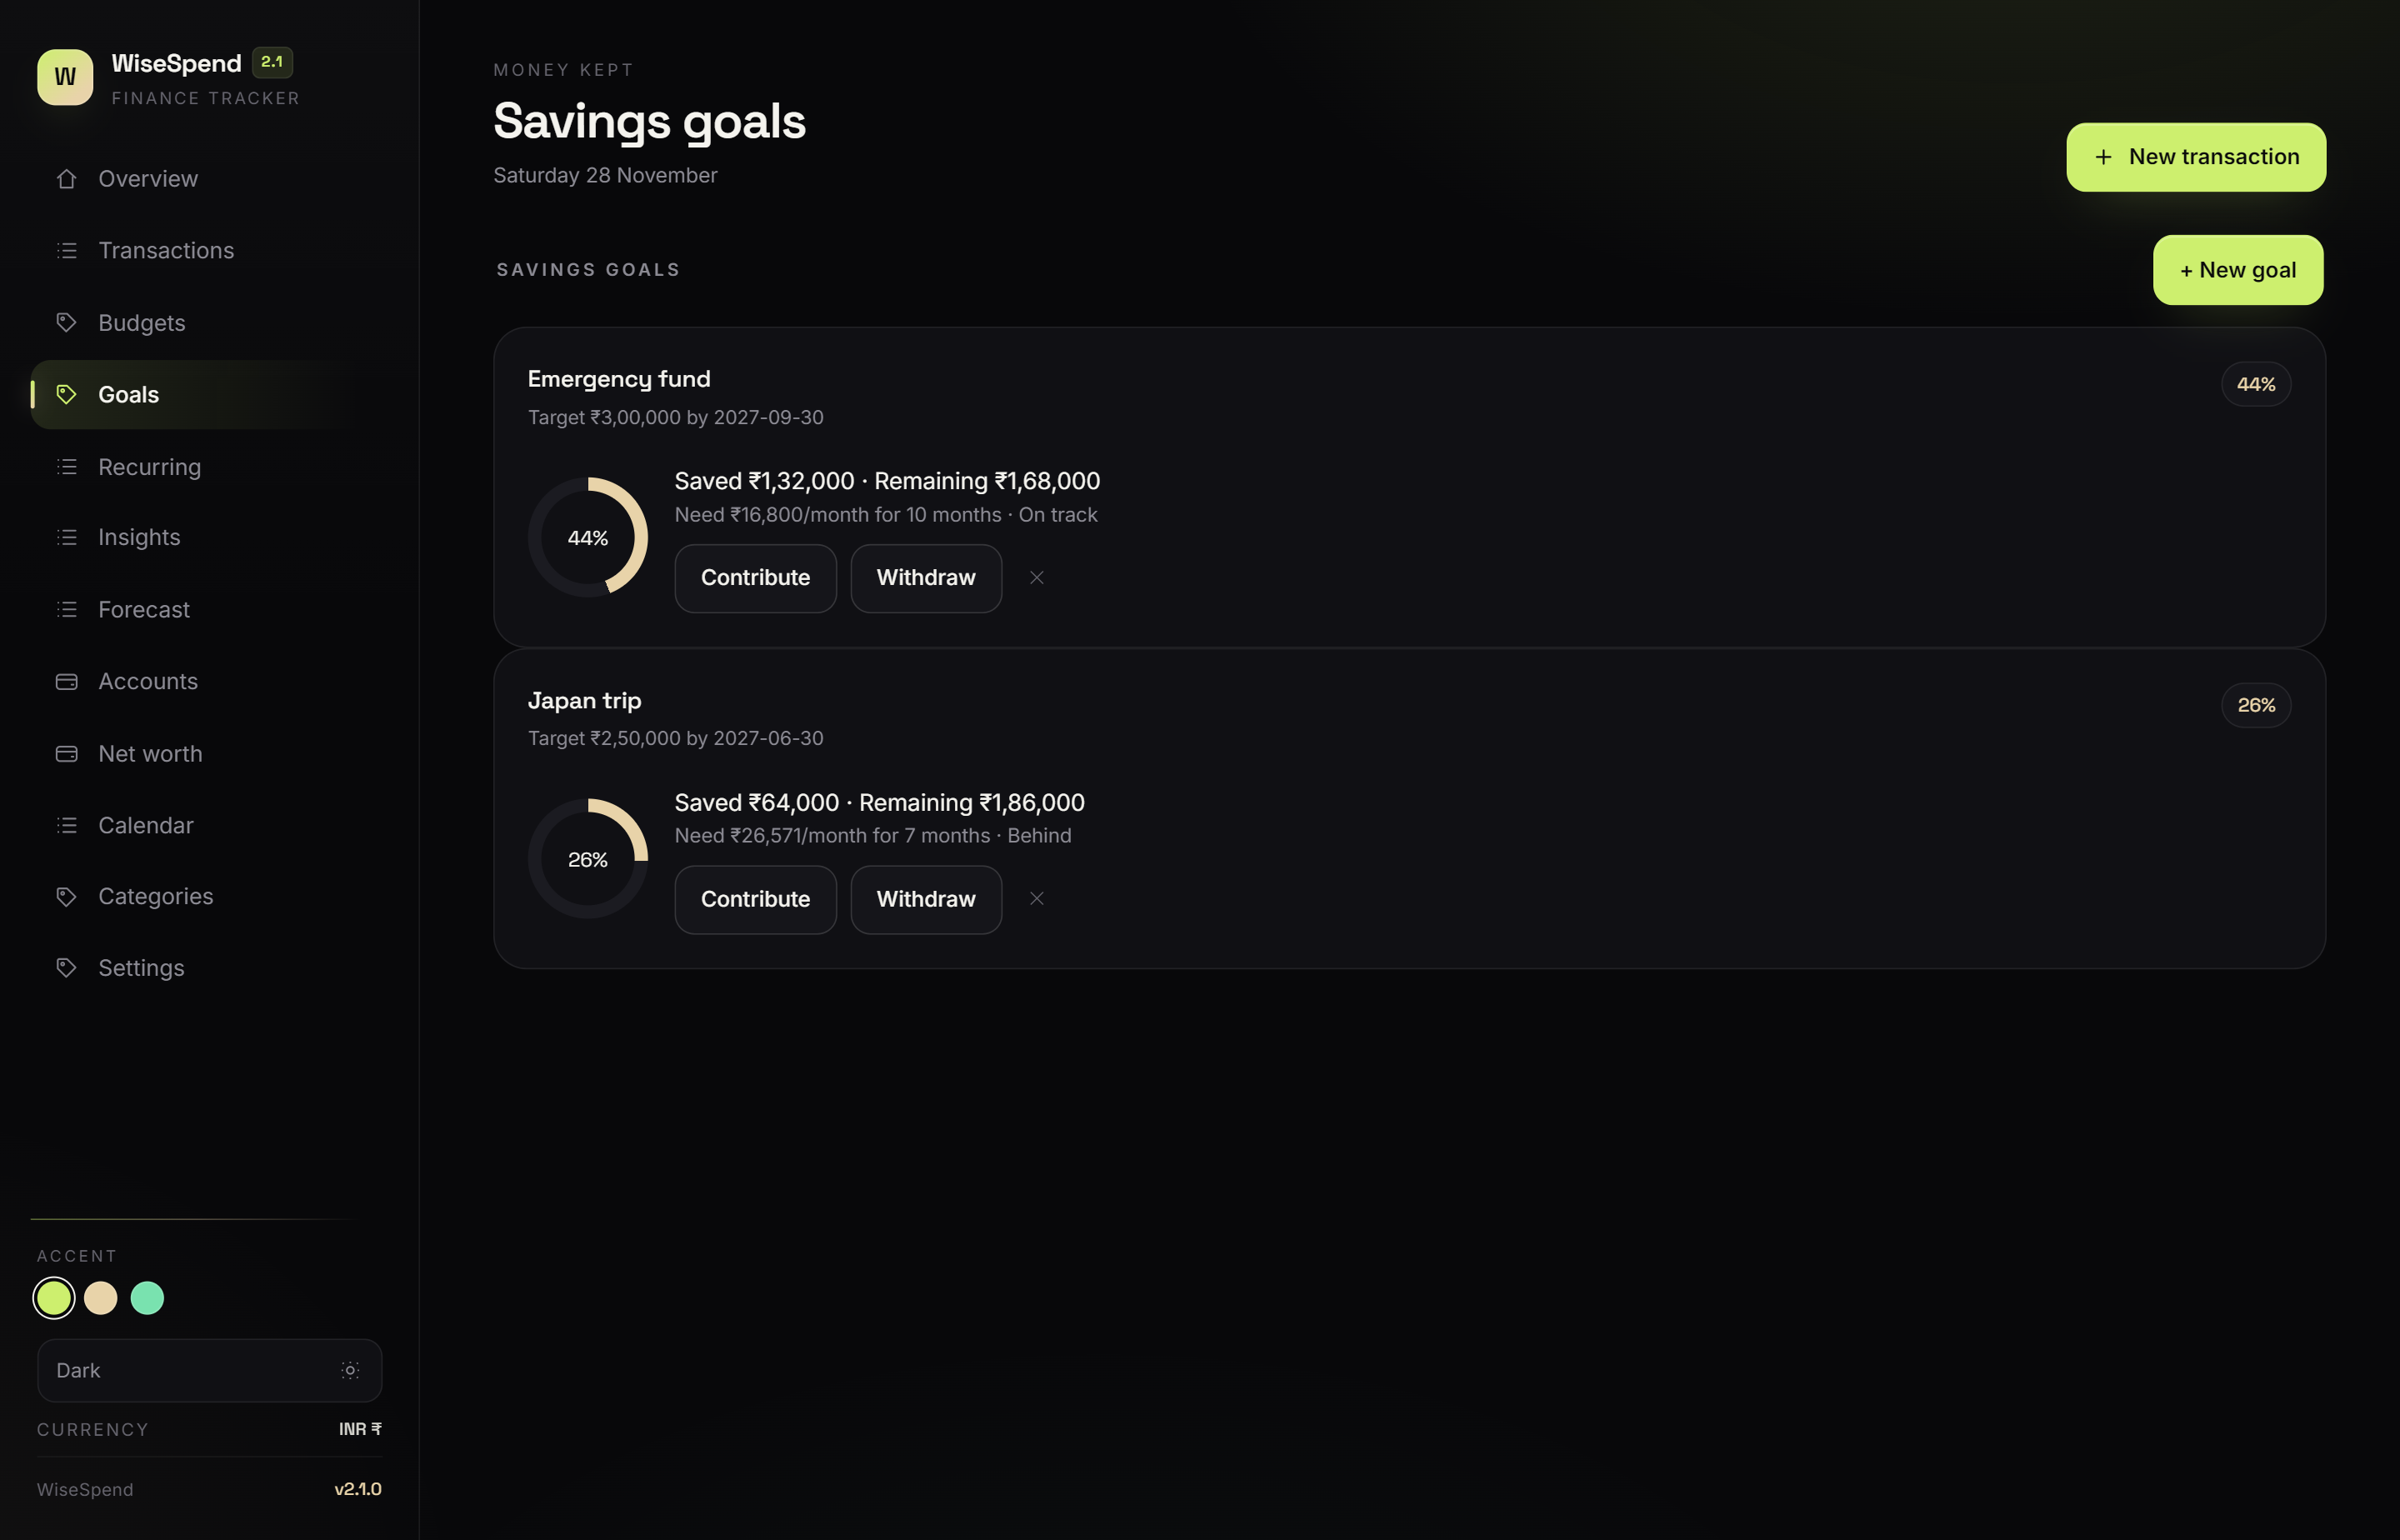 W
WiseSpend 2.1
FINANCE TRACKER
Overview
Transactions
Budgets
Goals
Recurring
Insights
Forecast
Accounts
Net worth
Calendar
Categories
Settings
ACCENT
Dark
CURRENCY INR ₹
WiseSpend v2.1.0
MONEY KEPT
Savings goals
Saturday 28 November
+ New transaction
SAVINGS GOALS
+ New goal
Emergency fund
44%
Target ₹3,00,000 by 2027-09-30
44%
Saved ₹1,32,000 · Remaining ₹1,68,000
Need ₹16,800/month for 10 months · On track
Contribute Withdraw ×
Japan trip
26%
Target ₹2,50,000 by 2027-06-30
26%
Saved ₹64,000 · Remaining ₹1,86,000
Need ₹26,571/month for 7 months · Behind
Contribute Withdraw ×